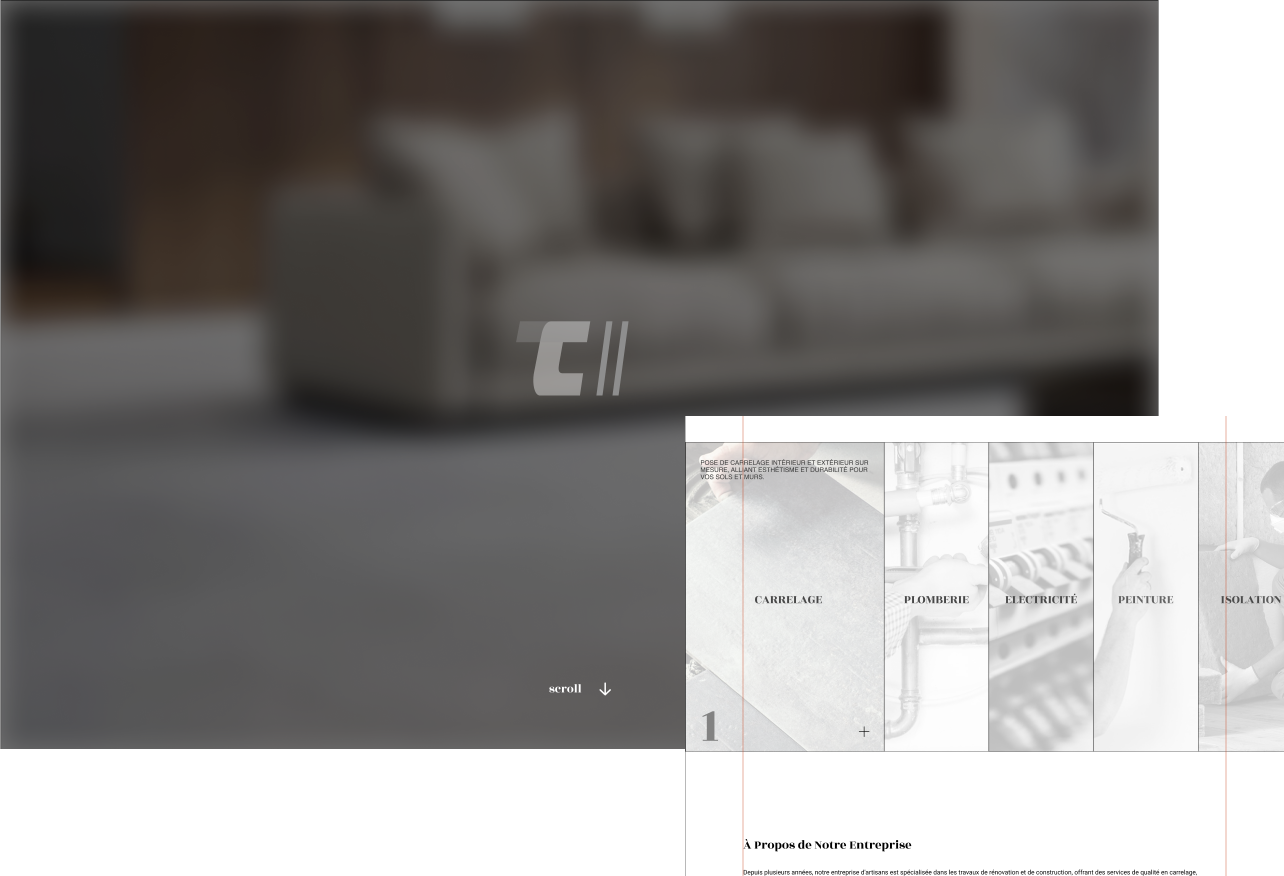 TC//
scroll
POSE DE CARRELAGE INTÉRIEUR ET EXTÉRIEUR SUR
MESURE, ALLIANT ESTHÉTISME ET DURABILITÉ POUR
VOS SOLS ET MURS.
CARRELAGE
PLOMBERIE
ELECTRICITÉ
PEINTURE
ISOLATION
1
+
À Propos de Notre Entreprise
Depuis plusieurs années, notre entreprise d'artisans est spécialisée dans les travaux de rénovation et de construction, offrant des services de qualité en carrelage,